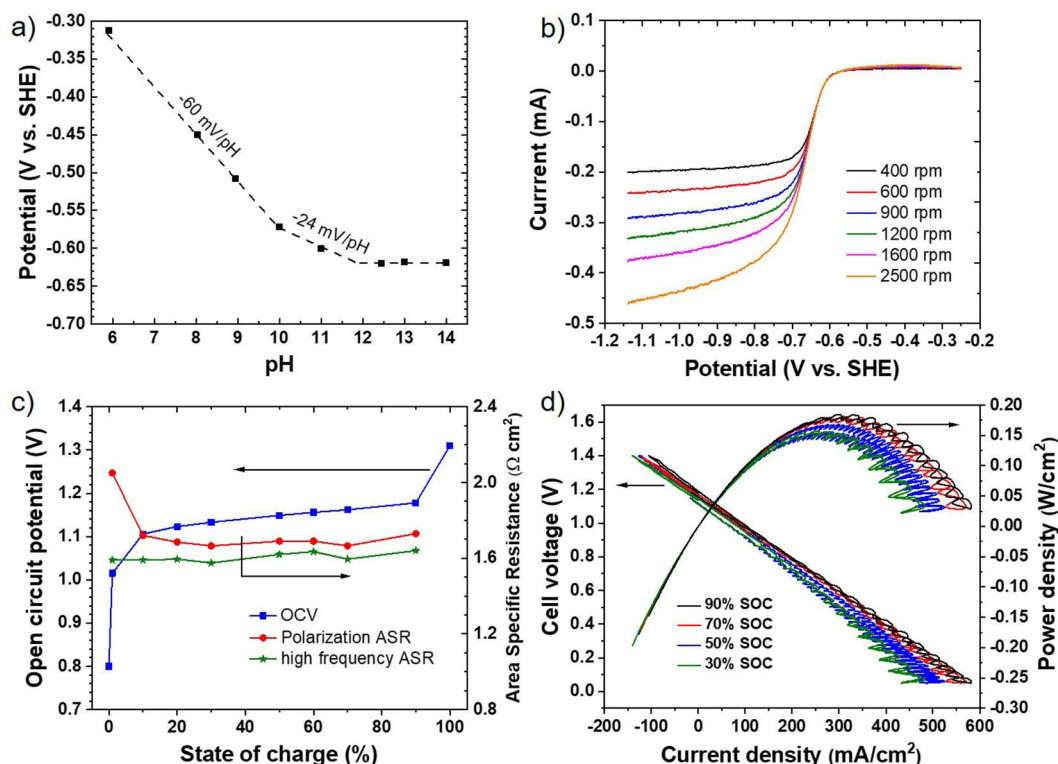 a)
-0.30
-0.35
-0.40
-0.45
-0.50
-0.55
-0.60
-0.65
-0.70
Potential (V vs. SHE)
-60 mV/pH
-24 mV/pH
6 7 8 9 10 11 12 13 14
pH
b)
0.0
-0.1
-0.2
-0.3
-0.4
-0.5
Currrent (mA)
400 rpm
600 rpm
900 rpm
1200 rpm
1600 rpm
2500 rpm
-1.2 -1.1 -1.0 -0.9 -0.8 -0.7 -0.6 -0.5 -0.4 -0.3 -0.2
Potential (V vs. SHE)
c)
1.4
1.3
1.2
1.1
1.0
0.9
0.8
0.7
Open circuit potential (V)
2.4
2.0
1.6
1.2
0.8
Area Specific Resistance (Ω cm²)
OCV
Polarization ASR
high frequency ASR
0 20 40 60 80 100
State of charge (%)
d)
1.6
1.4
1.2
1.0
0.8
0.6
0.4
0.2
0.0
Cell voltage (V)
0.20
0.15
0.10
0.05
0.00
-0.05
-0.10
-0.15
-0.20
-0.25
-0.30
Power density (W/cm²)
90% SOC
70% SOC
50% SOC
30% SOC
-200 -100 0 100 200 300 400 500 600
Current density (mA/cm²)